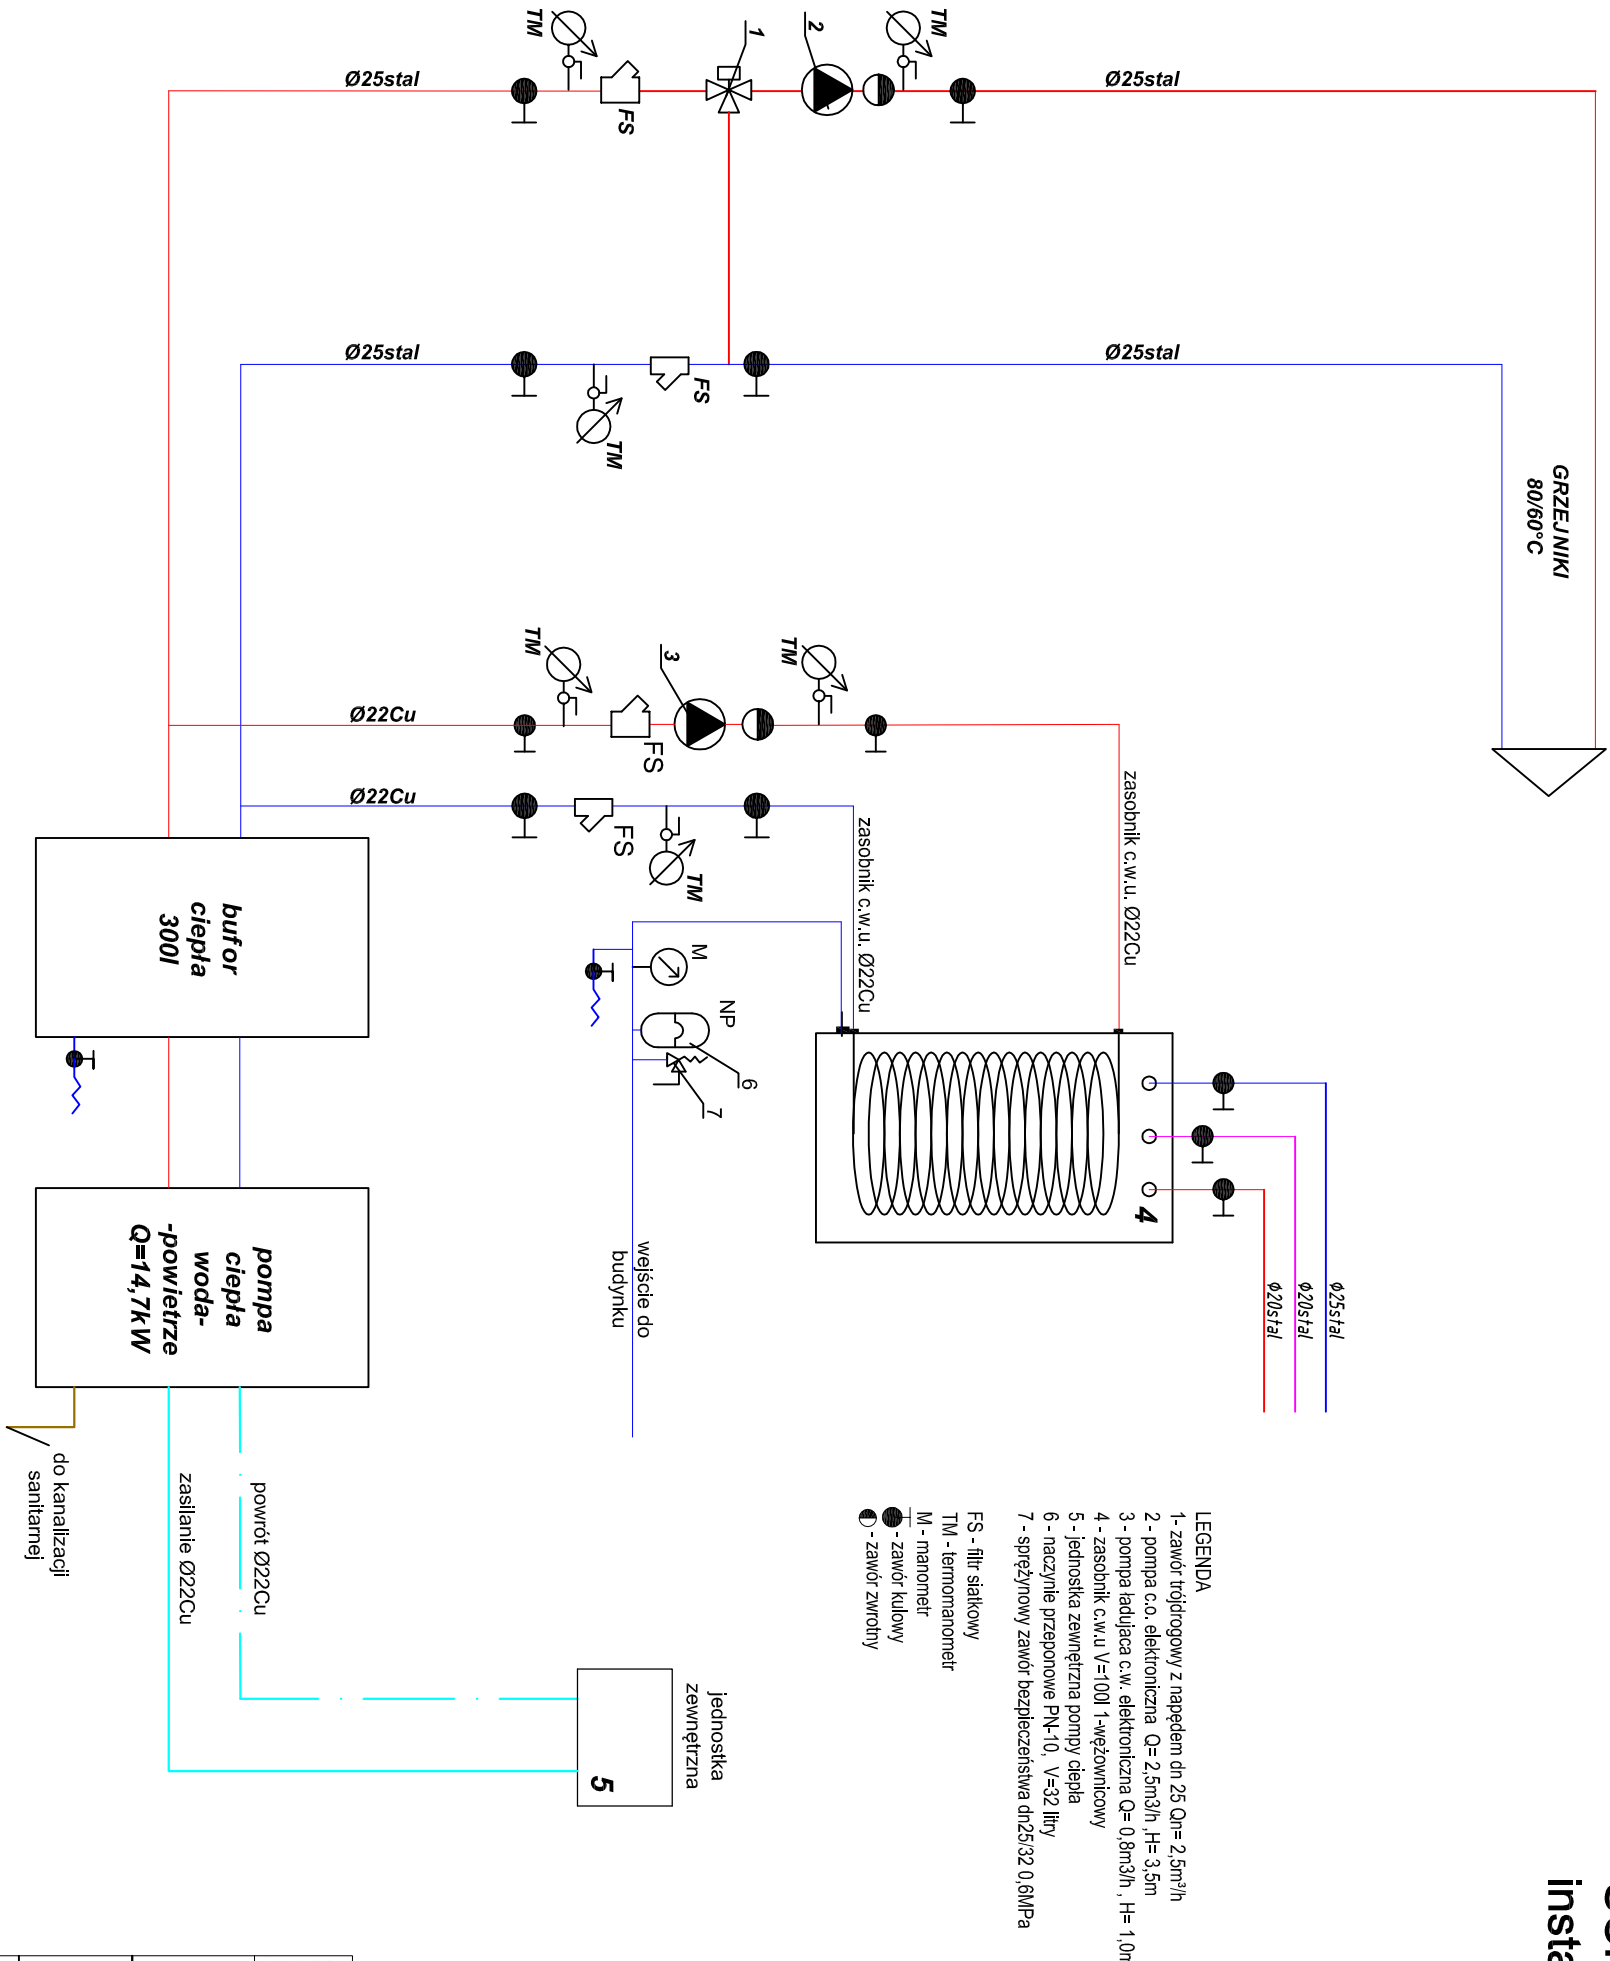 TM
1
2
TM
Ø25stal
Ø25stal
FS
Ø25stal
Ø25stal
FS
TM
GRZEJNIKI
80/60°C
TM
3
TM
Ø22Cu
FS
zasobnik c.w.u. Ø22Cu
Ø22Cu
FS
TM
zasobnik c.w.u. Ø22Cu
bufor
ciepła
300l
M
NP
6
7
4
wejście do
budynku
ϕ25stal
ϕ20stal
ϕ20stal
pompa
ciepła
woda-
-powietrze
Q=14,7kW
do kanalizacji
sanitarnej
zasilanie Ø22Cu
powrót Ø22Cu
jednostka
zewnętrzna
5
LEGENDA
1- zawór trójdrogowy z napędem dn 25 Qn= 2,5m³/h
2 - pompa c.o. elektroniczna Q= 2,5m3/h ,H= 3,5m
3 - pompa ładujaca c.w. elektroniczna Q= 0,8m3/h , H= 1,0m
4 - zasobnik c.w.u V=100l 1-wężownicowy
5 - jednostka zewnętrzna pompy ciepła
6 - naczynie przeponowe PN-10, V=32 litry
7 - sprężynowy zawór bezpieczeństwa dn25/32 0,6MPa
FS - filtr siatkowy
TM - termomanometr
M - manometr
- zawór kulowy
- zawór zwrotny